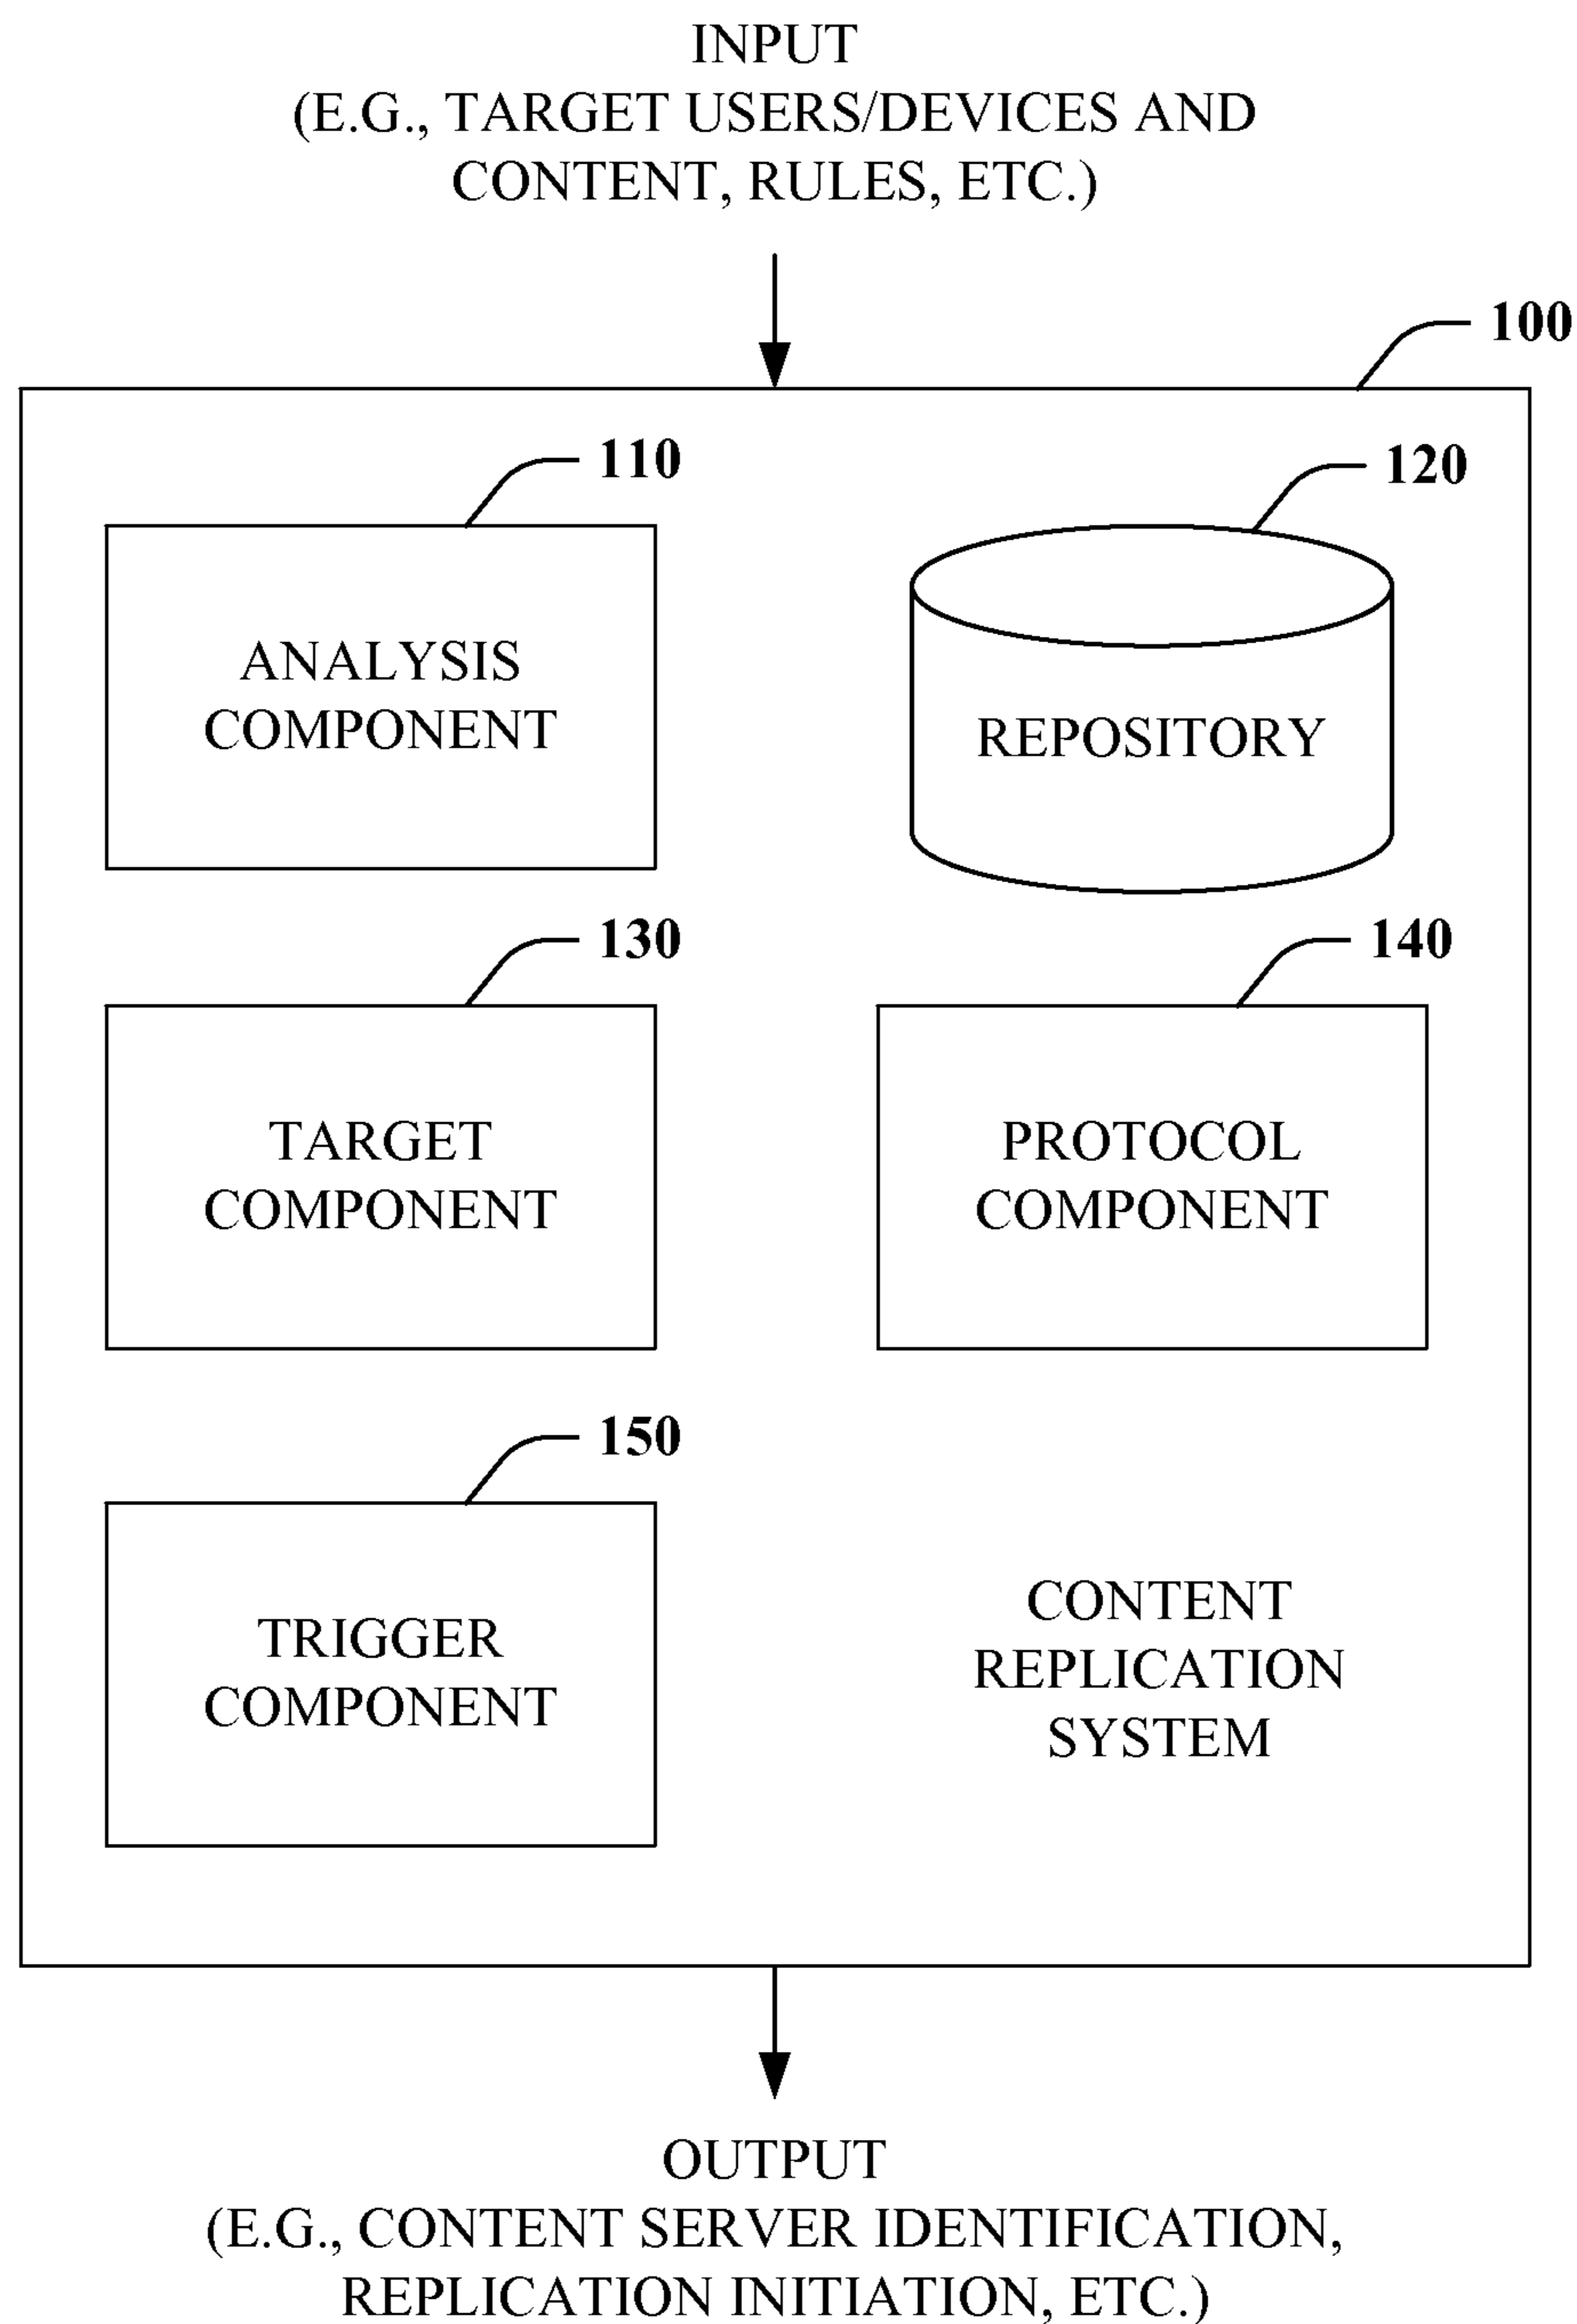 INPUT
(E.G., TARGET USERS/DEVICES AND
CONTENT, RULES, ETC.)
100
110
120
ANALYSIS
COMPONENT
REPOSITORY
130
140
TARGET
COMPONENT
PROTOCOL
COMPONENT
150
TRIGGER
COMPONENT
CONTENT
REPLICATION
SYSTEM
OUTPUT
(E.G., CONTENT SERVER IDENTIFICATION,
REPLICATION INITIATION, ETC.)